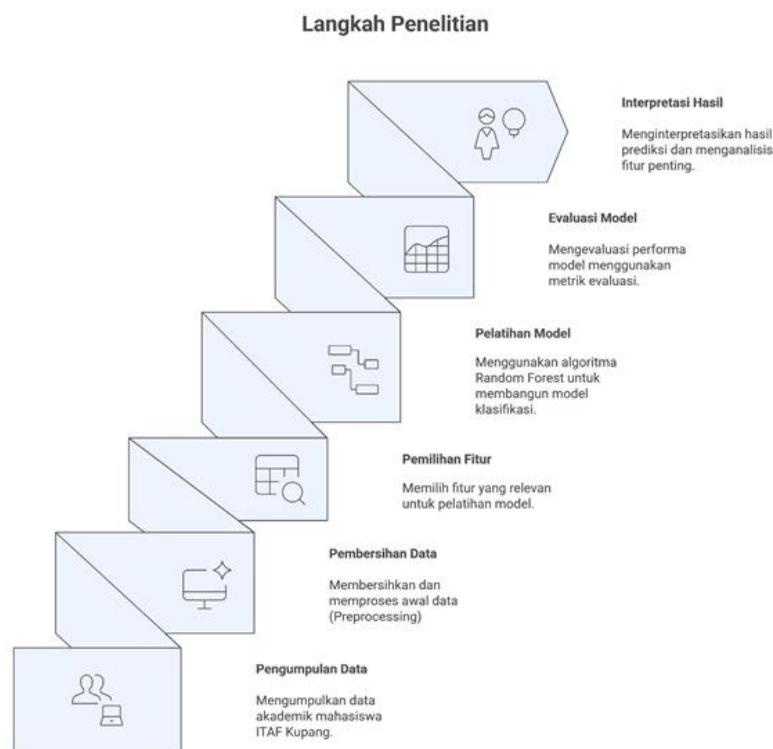 Langkah Penelitian
Interpretasi Hasil
Menginterpretasikan hasil
prediksi dan menganalisis
fitur penting.
Evaluasi Model
Mengevaluasi performa
model menggunakan
metrik evaluasi.
Pelatihan Model
Menggunakan algoritma
Random Forest untuk
membangun model
klasifikasi.
Pemilihan Fitur
Memilih fitur yang relevan
untuk pelatihan model.
Pembersihan Data
Membersihkan dan
memproses awal data
(Preprocessing)
Pengumpulan Data
Mengumpulkan data
akademik mahasiswa
ITAF Kupang.